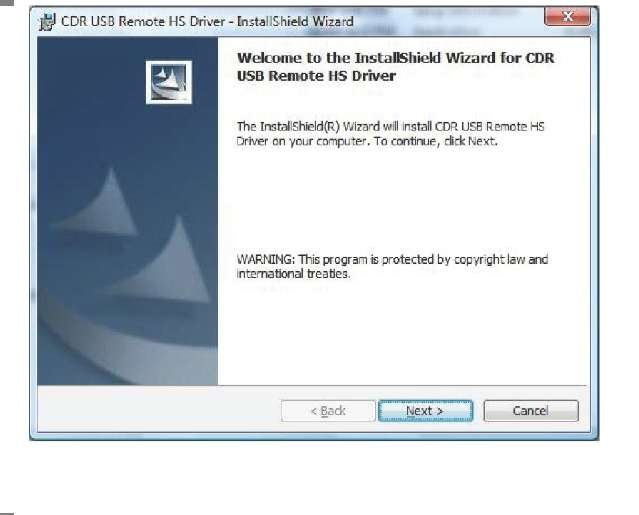 CDR USB Remote HS Driver - InstallShield Wizard
Welcome to the InstallShield Wizard for CDR
USB Remote HS Driver
The InstallShield(R) Wizard will install CDR USB Remote HS
Driver on your computer. To continue, click Next.
WARNING: This program is protected by copyright law and
international treaties.
< Back
Next >
Cancel